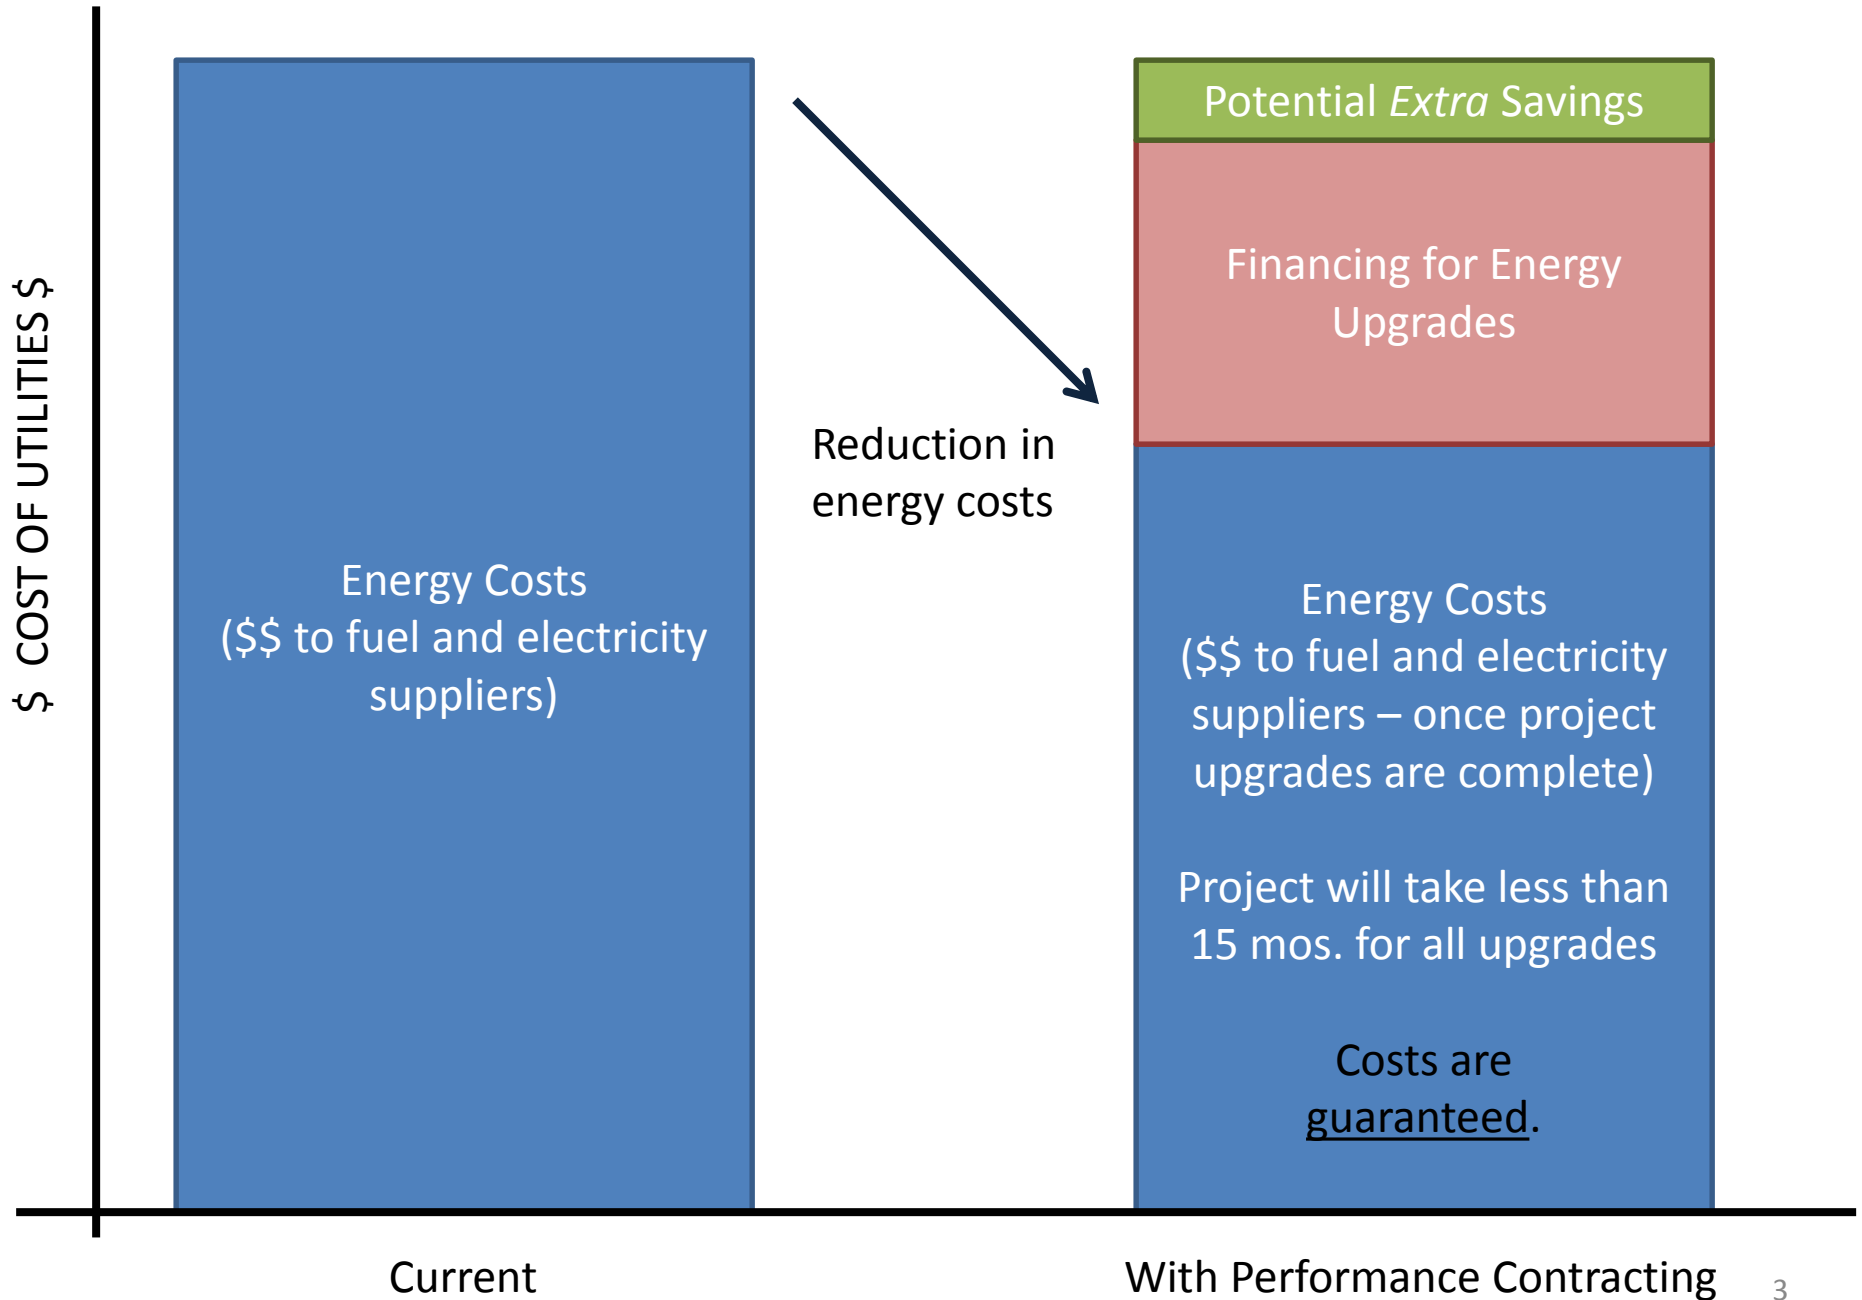 $ COST OF UTILITIES $
Energy Costs
($$ to fuel and electricity
suppliers)
Reduction in
energy costs
Potential Extra Savings
Financing for Energy
Upgrades
Energy Costs
($$ to fuel and electricity
suppliers – once project
upgrades are complete)
Project will take less than
15 mos. for all upgrades
Costs are
guaranteed.
Current
With Performance Contracting
3